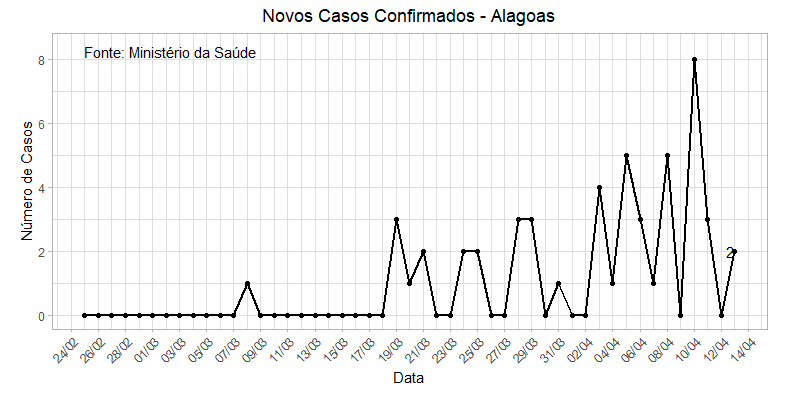 Novos Casos Confirmados - Alagoas
Fonte: Ministério da Saúde
Número de Casos
8
6
4
2
0
2
24/02 26/02 28/02 01/03 03/03 05/03 07/03 09/03 11/03 13/03 15/03 17/03 19/03 21/03 23/03 25/03 27/03 29/03 31/03 02/04 04/04 06/04 08/04 10/04 12/04 14/04
Data